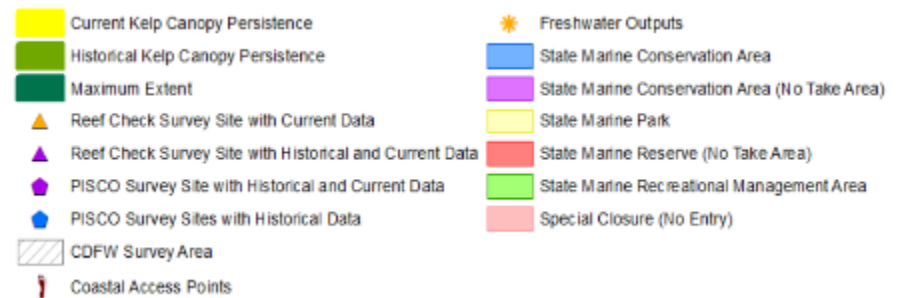 Current Kelp Canopy Persistence
Historical Kelp Canopy Persistence
Maximum Extent
Reef Check Survey Site with Current Data
Reef Check Survey Site with Historical and Current Data
PISCO Survey Site with Historical and Current Data
PISCO Survey Sites with Historical Data
CDFW Survey Area
Coastal Access Points
Freshwater Outputs
State Marine Conservation Area
State Marine Conservation Area (No Take Area)
State Marine Park
State Marine Reserve (No Take Area)
State Marine Recreational Management Area
Special Closure (No Entry)